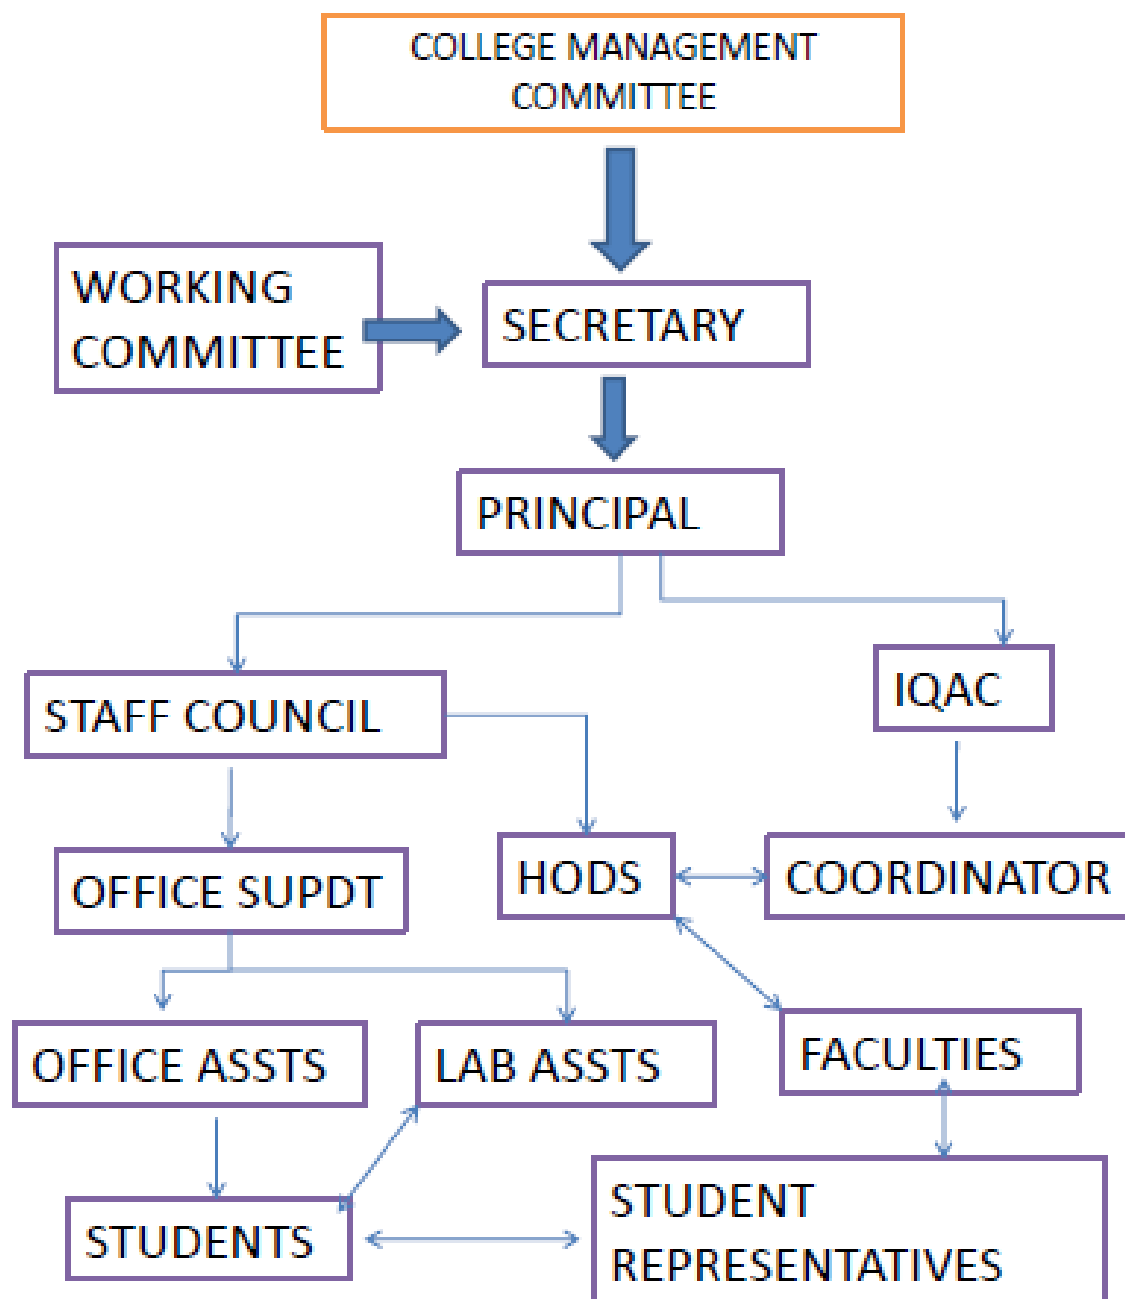 COLLEGE MANAGEMENT
COMMITTEE
WORKING
COMMITTEE
SECRETARY
PRINCIPAL
STAFF COUNCIL
IQAC
OFFICE SUPDT
HODS
COORDINATOR
OFFICE ASSTS
LAB ASSTS
FACULTIES
STUDENTS
STUDENT
REPRESENTATIVES